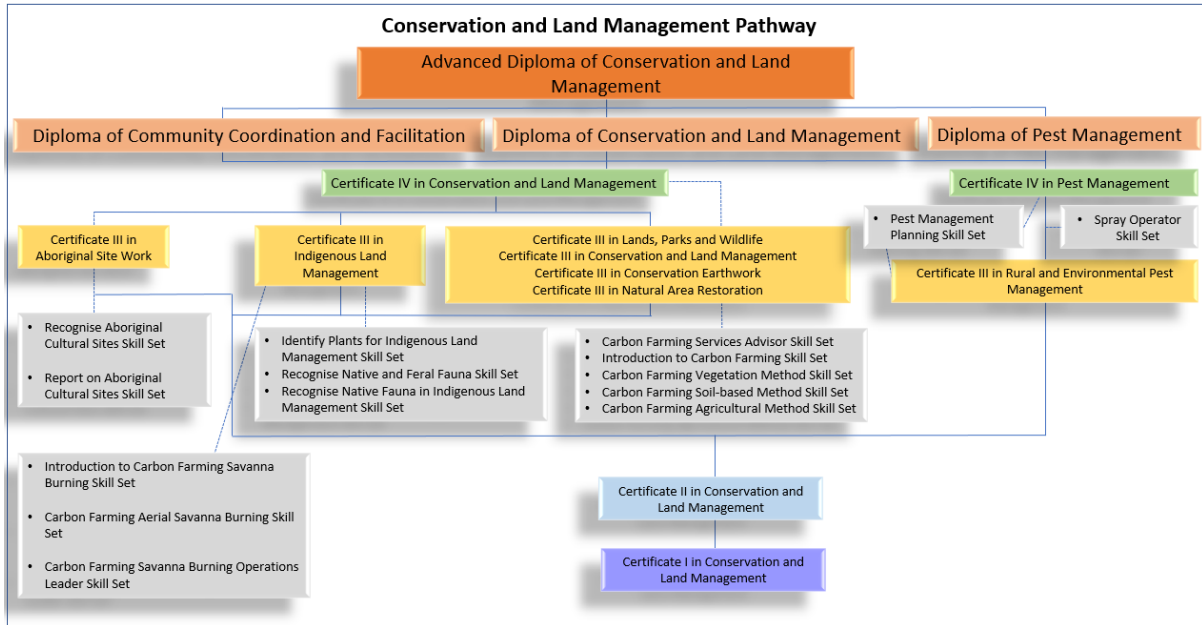 Conservation and Land Management Pathway
Advanced Diploma of Conservation and Land
Management
Diploma of Community Coordination and Facilitation
Diploma of Conservation and Land Management
Diploma of Pest Management
Certificate IV in Conservation and Land Management
Certificate IV in Pest Management
• Pest Management
Planning Skill Set
• Spray Operator
Skill Set
Certificate III in
Aboriginal Site Work
Certificate III in
Indigenous Land
Management
Certificate III in Lands, Parks and Wildlife
Certificate III in Conservation and Land Management
Certificate III in Conservation Earthwork
Certificate III in Natural Area Restoration
Certificate III in Rural and Environmental Pest
Management
• Recognise Aboriginal
Cultural Sites Skill Set
• Report on Aboriginal
Cultural Sites Skill Set
• Identify Plants for Indigenous Land
Management Skill Set
• Recognise Native and Feral Fauna Skill Set
• Recognise Native Fauna in Indigenous Land
Management Skill Set
• Carbon Farming Services Advisor Skill Set
• Introduction to Carbon Farming Skill Set
• Carbon Farming Vegetation Method Skill Set
• Carbon Farming Soil-based Method Skill Set
• Carbon Farming Agricultural Method Skill Set
• Introduction to Carbon Farming Savanna
Burning Skill Set
• Carbon Farming Aerial Savanna Burning Skill
Set
• Carbon Farming Savanna Burning Operations
Leader Skill Set
Certificate II in Conservation and
Land Management
Certificate I in Conservation and
Land Management